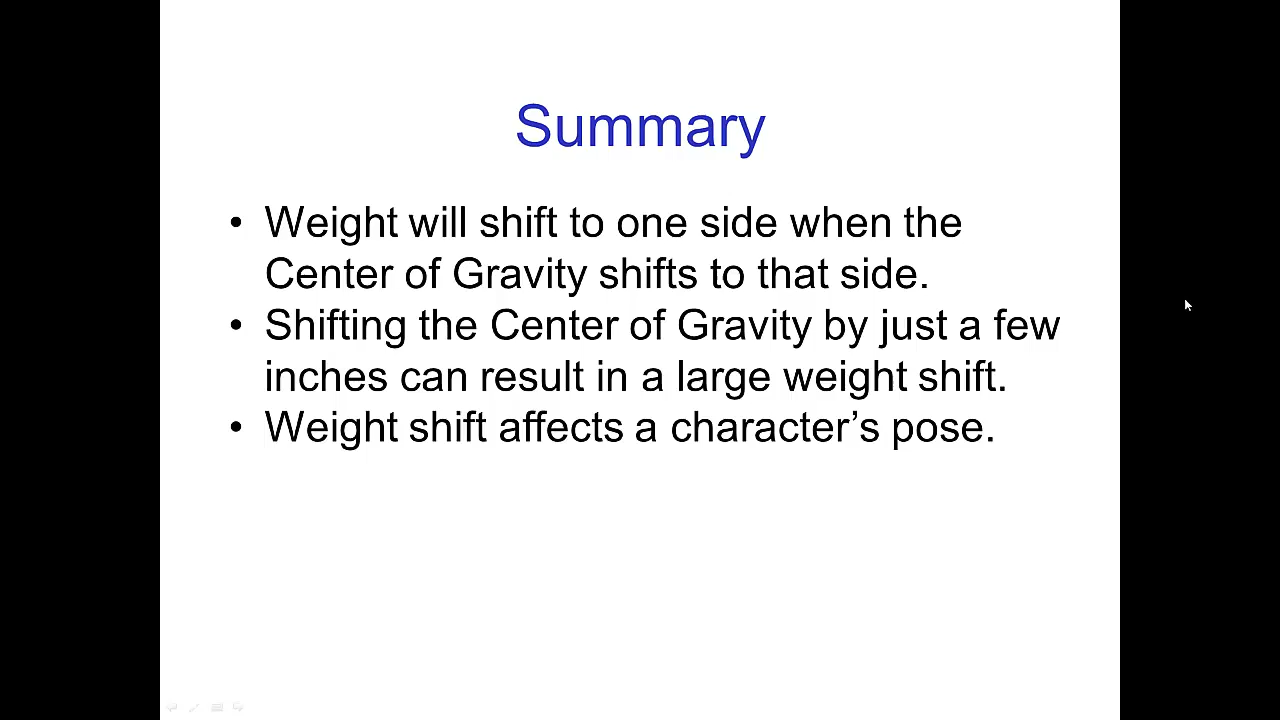 Summary
• Weight will shift to one side when the
Center of Gravity shifts to that side.
• Shifting the Center of Gravity by just a few
inches can result in a large weight shift.
• Weight shift affects a character’s pose.